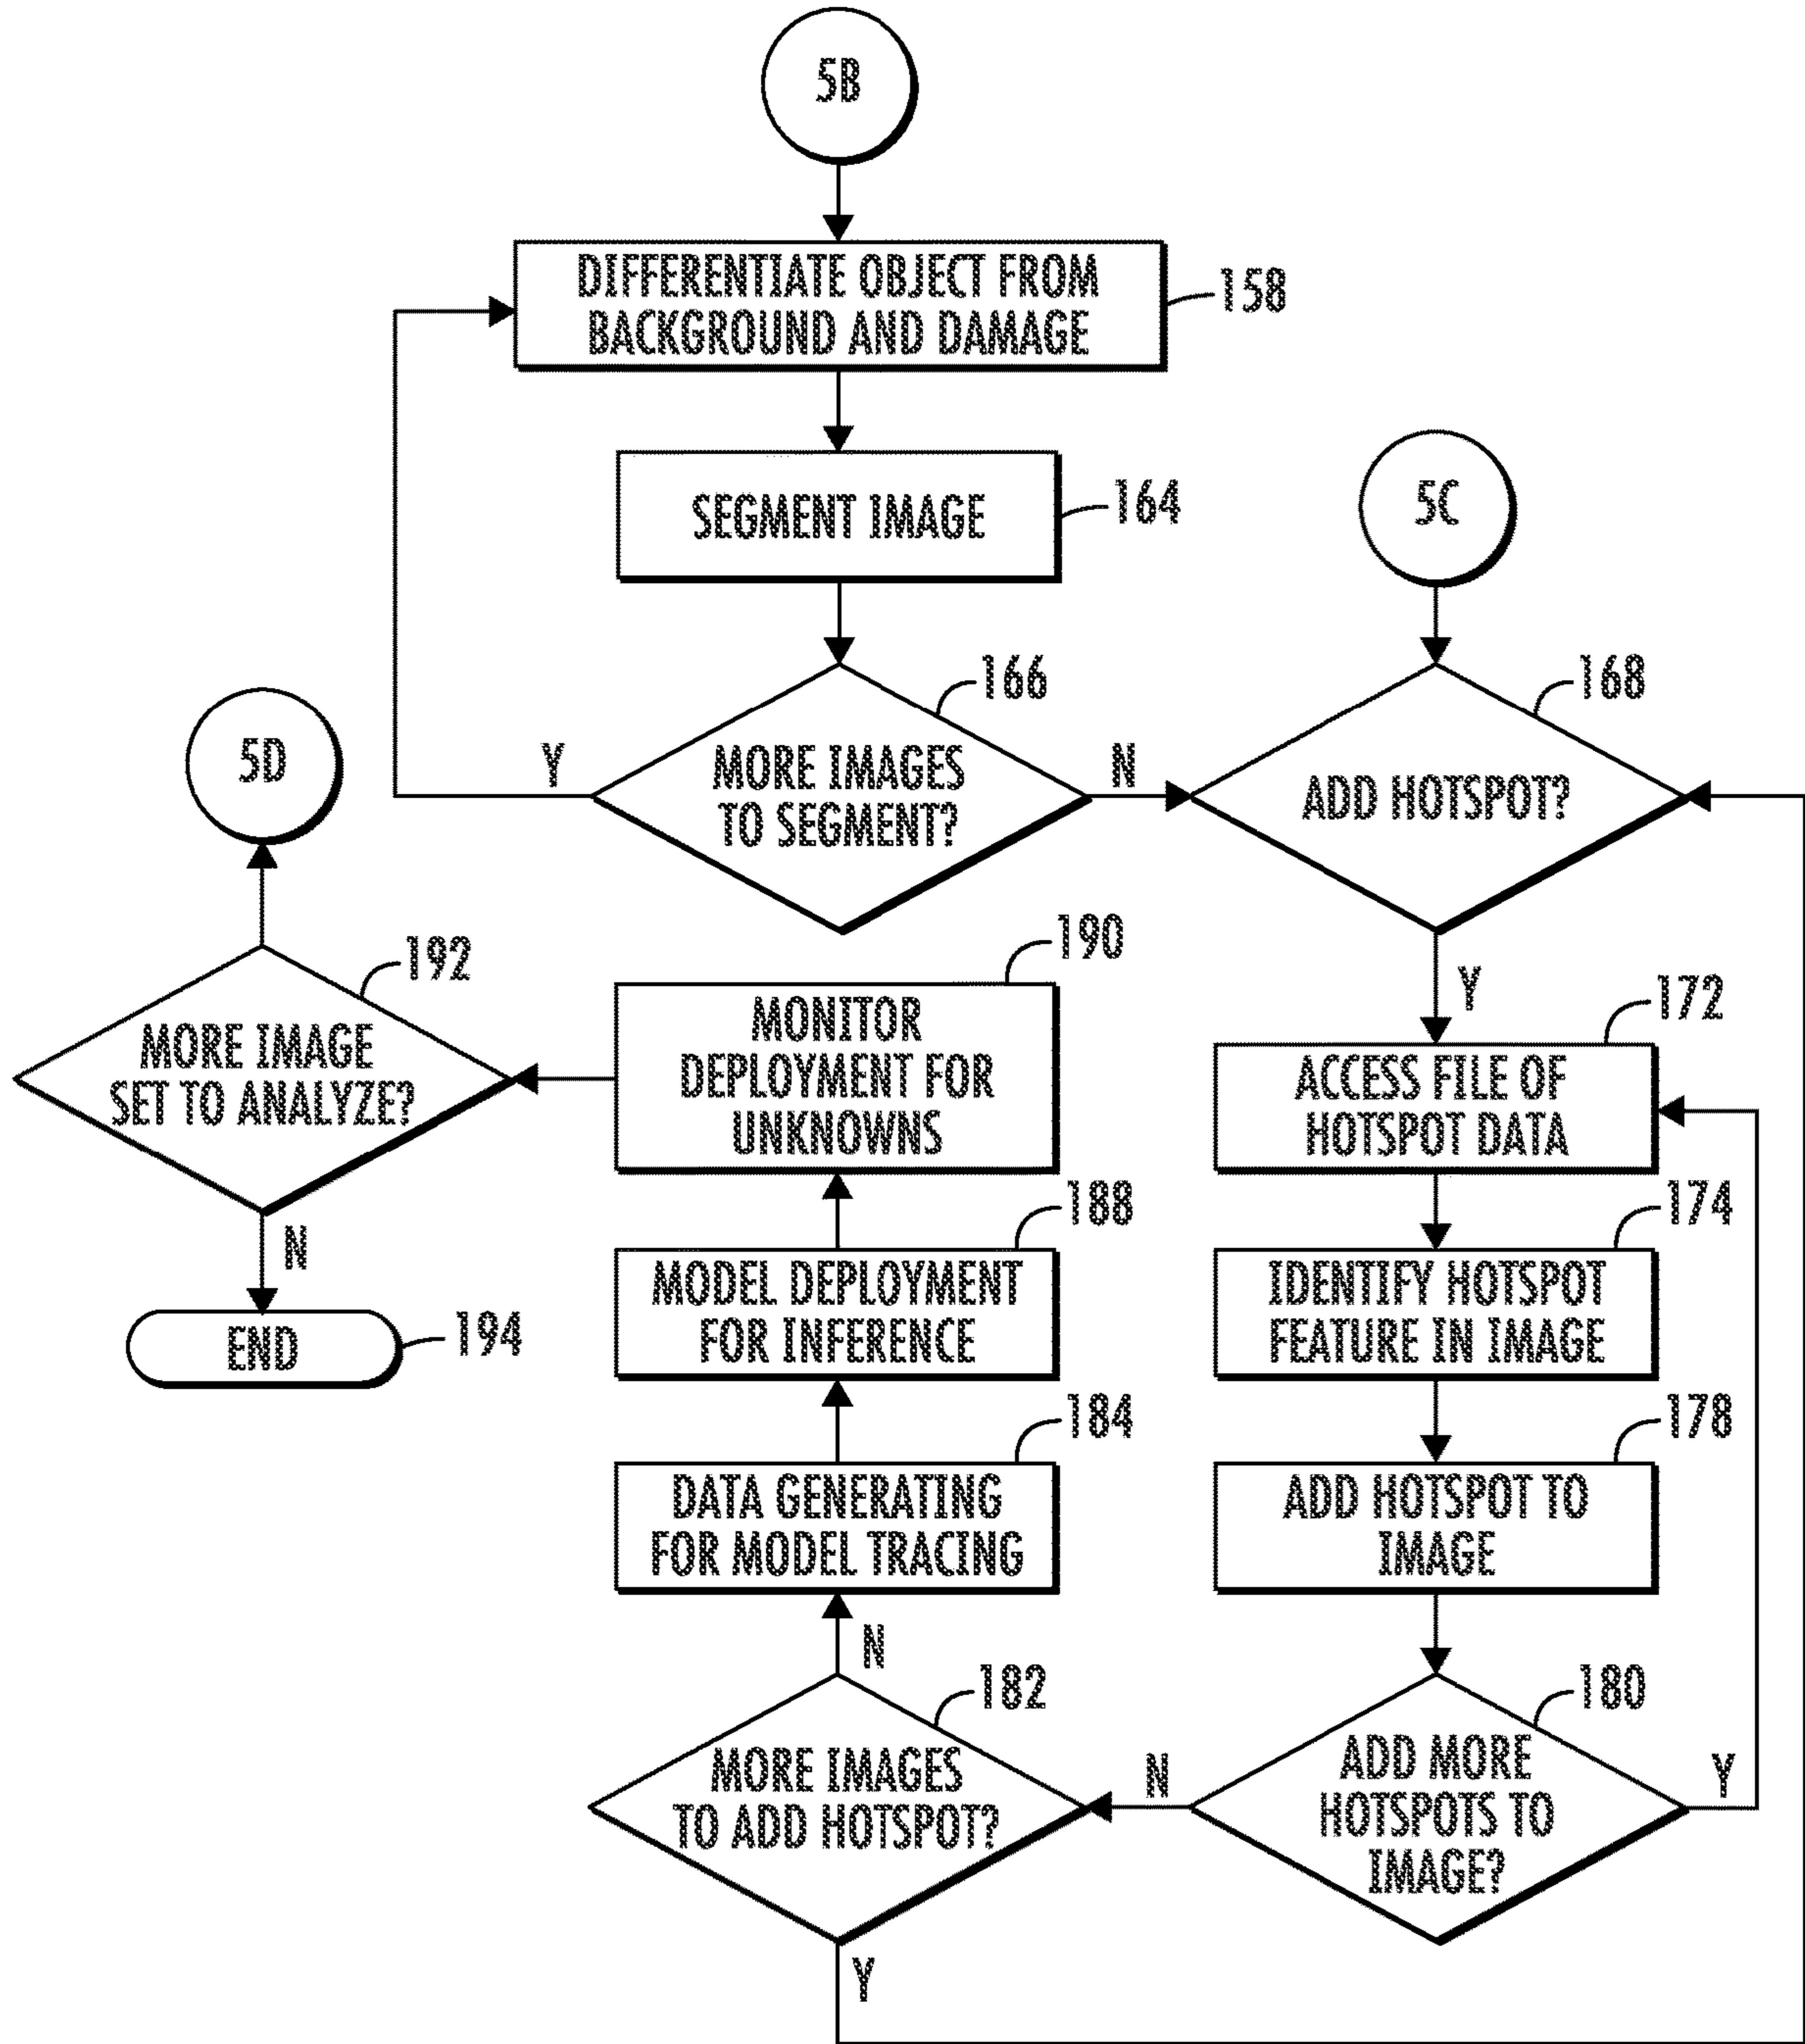 5B
DIFFERENTIATE OBJECT FROM
BACKGROUND AND DAMAGE
158
SEGMENT IMAGE
164
5C
166
MORE IMAGES
TO SEGMENT?
Y
N
168
ADD HOTSPOT?
Y
5D
192
MORE IMAGE
SET TO ANALYZE?
N
END
194
190
MONITOR
DEPLOYMENT FOR
UNKNOWNS
172
ACCESS FILE OF
HOTSPOT DATA
188
MODEL DEPLOYMENT
FOR INFERENCE
174
IDENTIFY HOTSPOT
FEATURE IN IMAGE
184
DATA GENERATING
FOR MODEL TRACING
178
ADD HOTSPOT TO
IMAGE
N
182
MORE IMAGES
TO ADD HOTSPOT?
Y
N
180
ADD MORE
HOTSPOTS TO
IMAGE?
Y